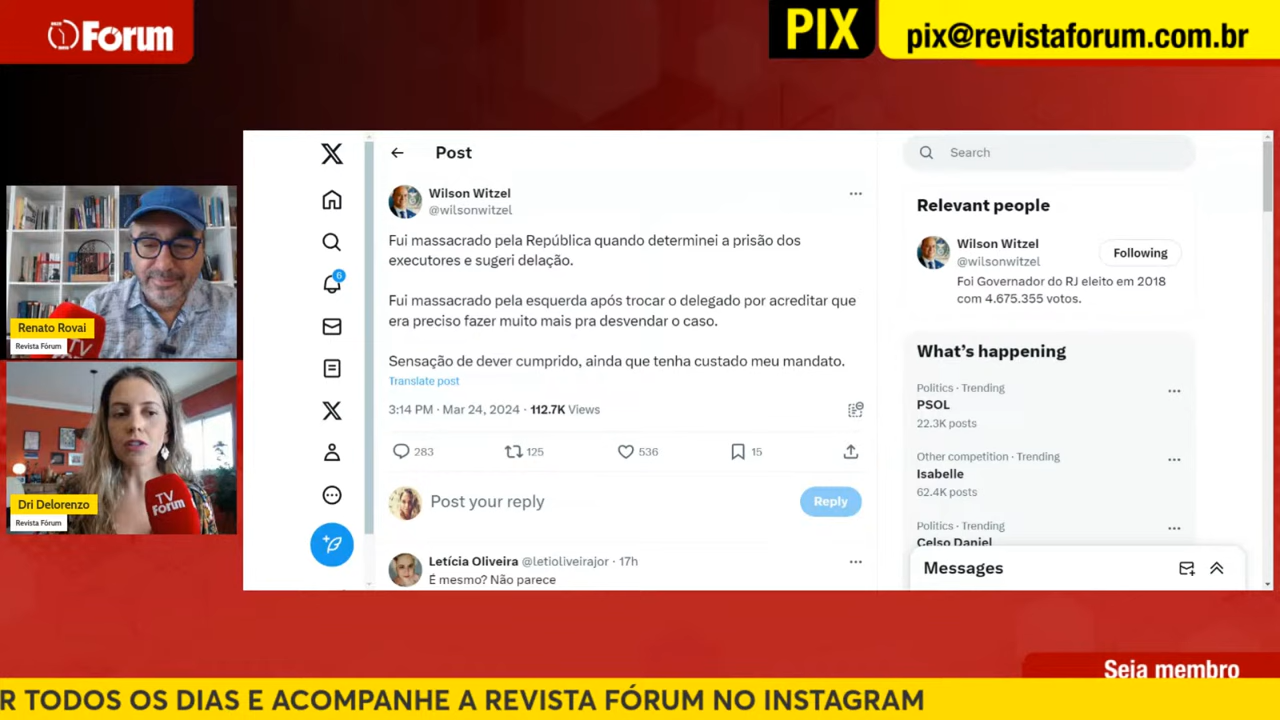 Forum
PIX
pix@revistaforum.com.br
Renato Rovai
Revista Fórum
Dri Delorenzo
Revista Fórum
TV
FORUM
6
Post
Wilson Witzel
@wilsonwitzel
Fui massacrado pela República quando determinei a prisão dos
executores e sugeri delação.
Fui massacrado pela esquerda após trocar o delegado por acreditar que
era preciso fazer muito mais pra desvendar o caso.
Sensação de dever cumprido, ainda que tenha custado meu mandato.
Translate post
3:14 PM · Mar 24, 2024 · 112.7K Views
283
125
536
15
Post your reply
Reply
Letícia Oliveira @letioliveirajor · 17h
É mesmo? Não parece
Search
Relevant people
Wilson Witzel
@wilsonwitzel
Following
Foi Governador do RJ eleito em 2018
com 4.675.355 votos.
What's happening
Politics · Trending
PSOL
22.3K posts
Other competition · Trending
Isabelle
62.4K posts
Politics · Trending
Celso Daniel
Messages
Seja membro
R TODOS OS DIAS E ACOMPANHE A REVISTA FÓRUM NO INSTAGRAM